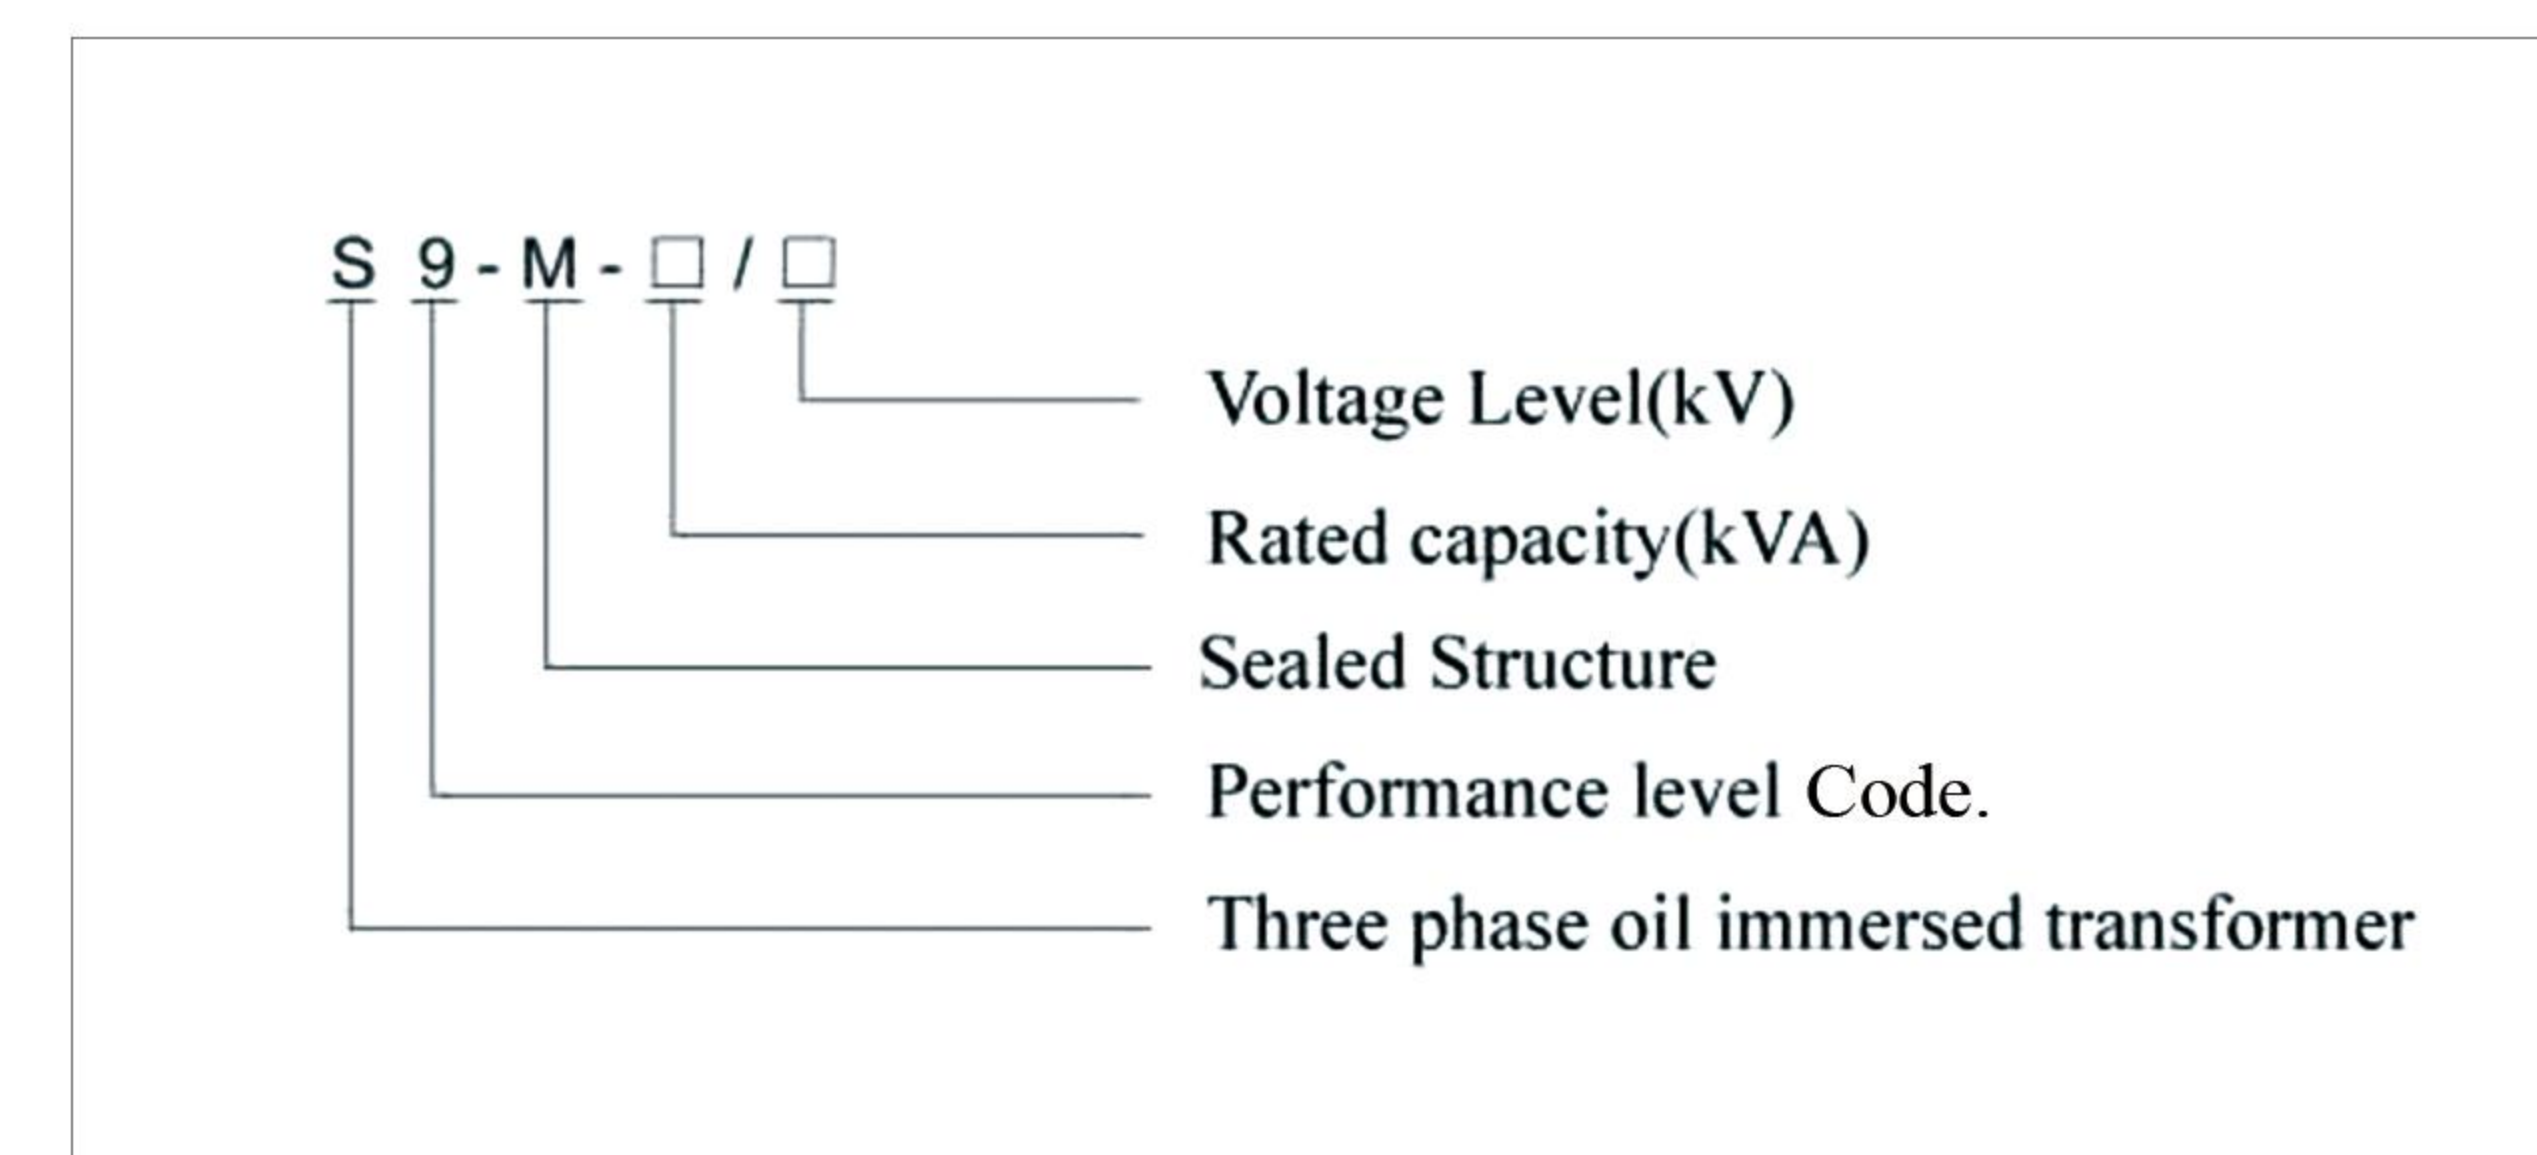 S 9 - M - □ / □
Voltage Level(kV)
Rated capacity(kVA)
Sealed Structure
Performance level Code.
Three phase oil immersed transformer